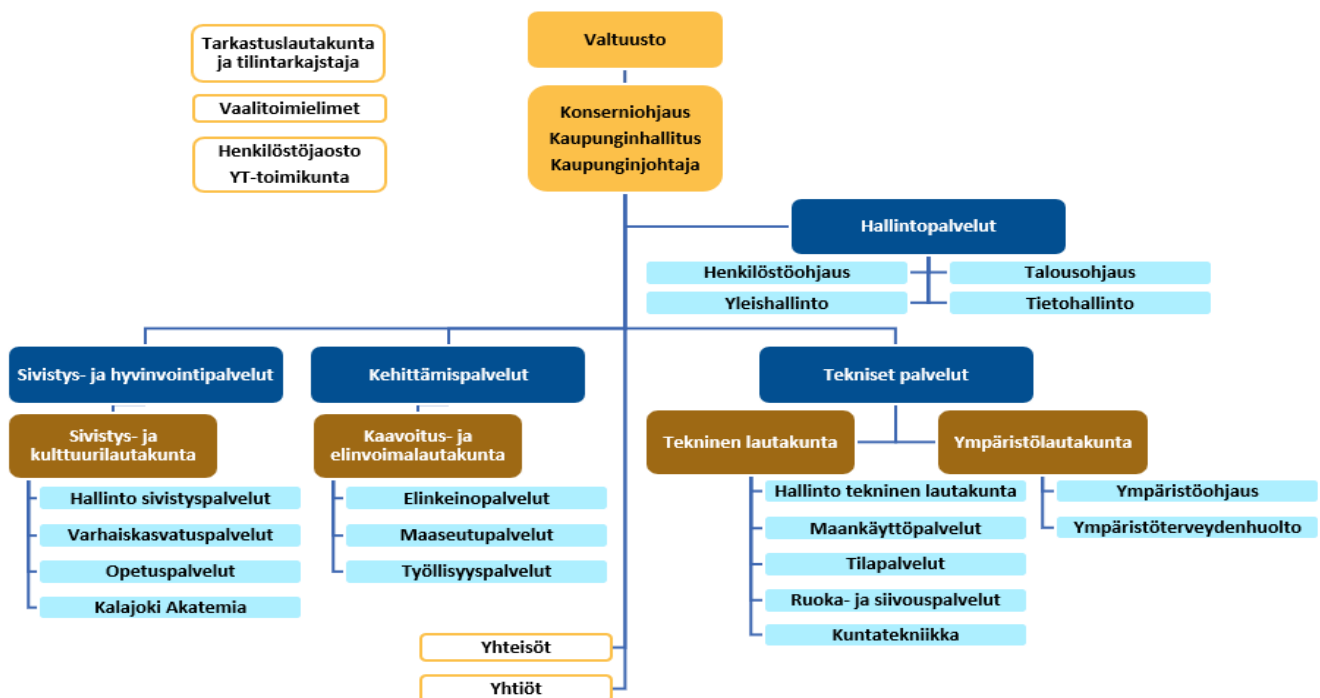 Tarkastuslautakunta
ja tilintarkajstaja
Vaalitoimielimet
Henkilöstöjaosto
YT-toimikunta
Valtuusto
Konserniohjaus
Kaupunginhallitus
Kaupunginjohtaja
Hallintopalvelut
Henkilöstöohjaus
Talousohjaus
Yleishallinto
Tietohallinto
Sivistys- ja hyvinvointipalvelut
Sivistys- ja
kulttuurilautakunta
Hallinto sivistyspalvelut
Varhaiskasvatuspalvelut
Opetuspalvelut
Kalajoki Akatemia
Kehittämispalvelut
Kaavoitus- ja
elinvoimalautakunta
Elinkeinopalvelut
Maaseutupalvelut
Työllisyyspalvelut
Tekniset palvelut
Tekninen lautakunta
Hallinto tekninen lautakunta
Maankäyttöpalvelut
Tilapalvelut
Ruoka- ja siivouspalvelut
Kuntatekniikka
Ympäristölautakunta
Ympäristöohjaus
Ympäristöterveydenhuolto
Yhteisöt
Yhtiöt